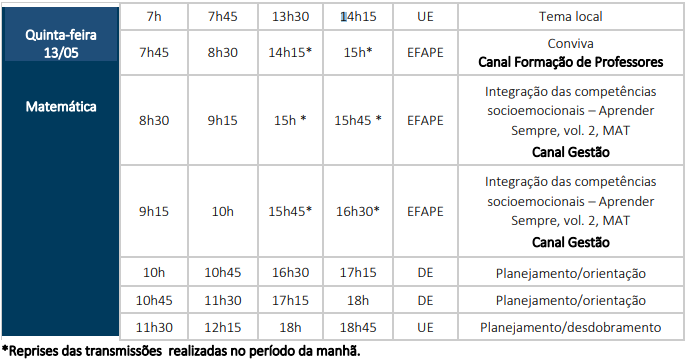 7h 7h45 13h30 14h15 UE Tema local
Quinta-feira
13/05
7h45 8h30 14h15* 15h* EFAPE Conviva
Canal Formação de Professores
Matemática
8h30 9h15 15h * 15h45 * EFAPE Integração das competências
socioemocionais – Aprender
Sempre, vol. 2, MAT
Canal Gestão
9h15 10h 15h45* 16h30* EFAPE Integração das competências
socioemocionais – Aprender
Sempre, vol. 2, MAT
Canal Gestão
10h 10h45 16h30 17h15 DE Planejamento/orientação
10h45 11h30 17h15 18h DE Planejamento/orientação
11h30 12h15 18h 18h45 UE Planejamento/desdobramento
*Reprises das transmissões realizadas no período da manhã.